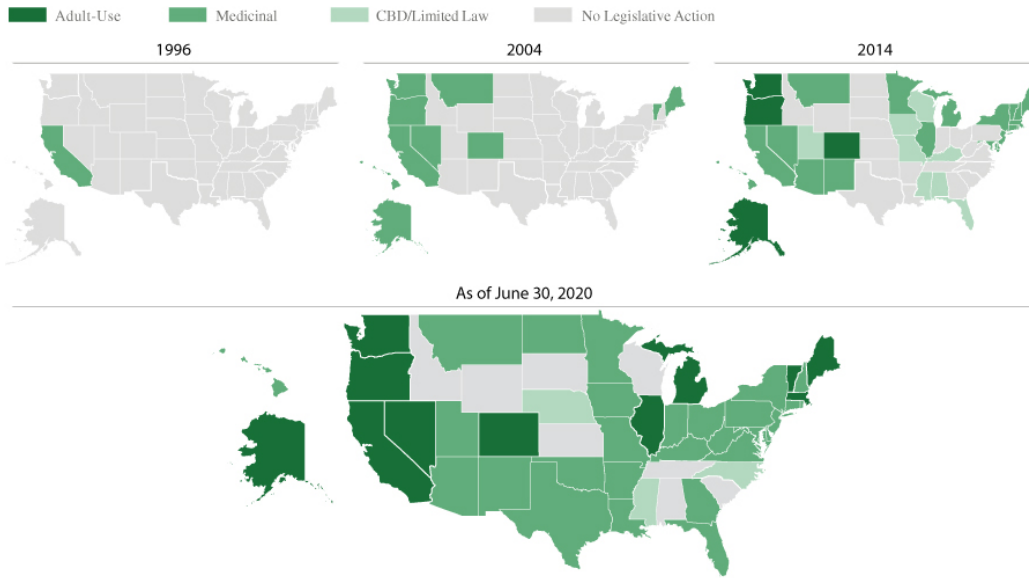 Adult-Use Medicinal CBD/Limited Law No Legislative Action
1996 2004 2014
As of June 30, 2020